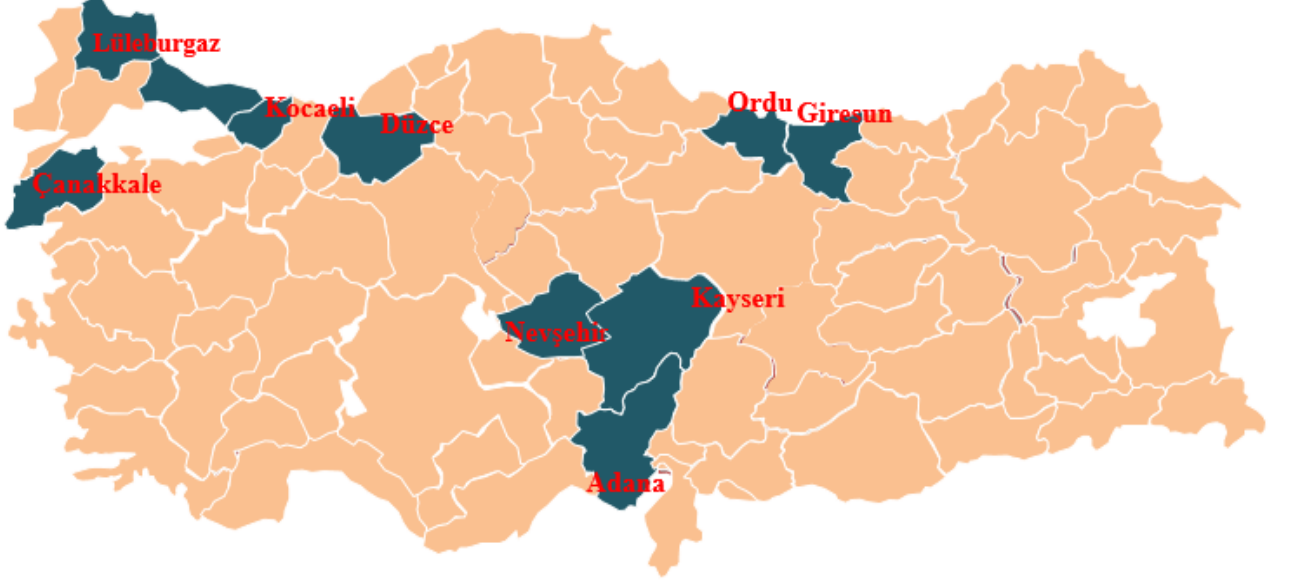 Lüleburgaz
Kocaeli
Düzce
Ordu
Giresun
Çanakkale
Kayseri
Nevşehir
Adana